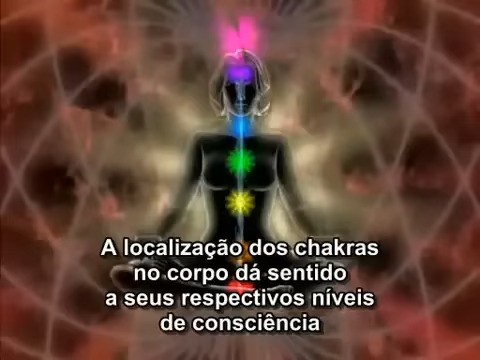 A localização dos chakras
no corpo dá sentido
a seus respectivos níveis
de consciência